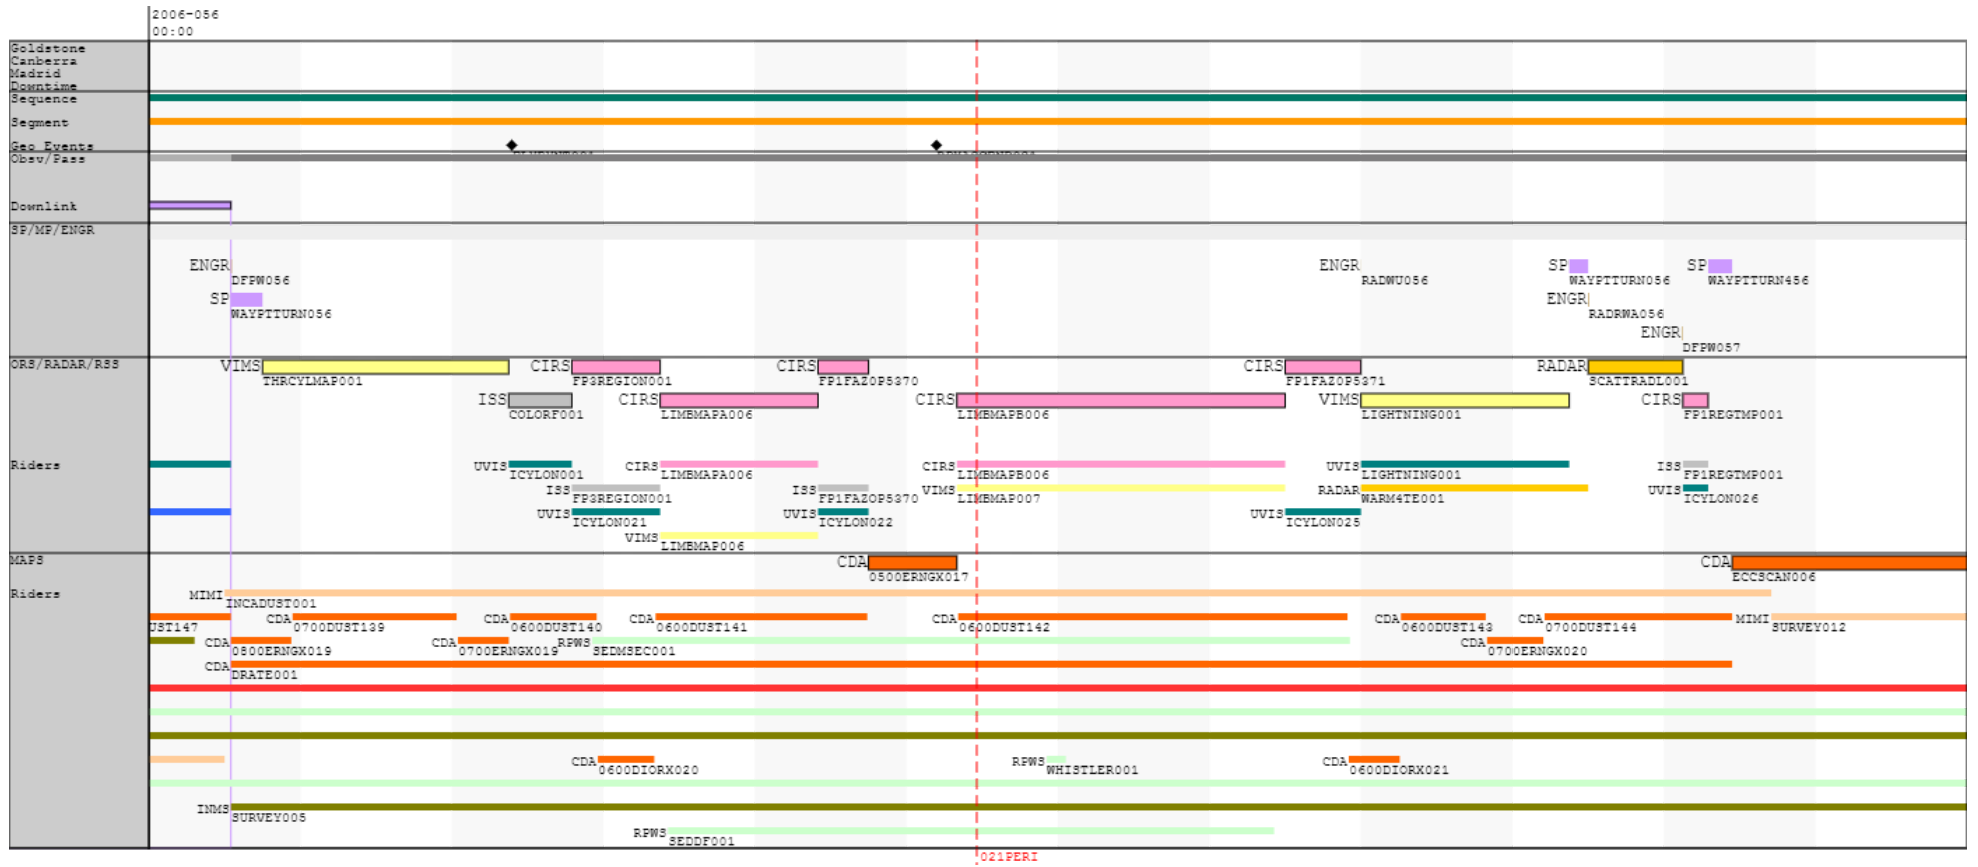 2006-056
00:00
Goldstone
Canberra
Madrid
Downtime
Sequence
Segment
Geo Events
Obsv/Pass
Downlink
SP/MP/ENGR
ENGR DFPW056
ENGR RADWU056
SP WAYPTTURN056
SP WAYPTTURN456
SP WAYPTTURN056
ENGR RADRWA056
ENGR DFPW057
ORS/RADAR/RSS
VIMS THRCYLMAP001
CIRS FP3REGION001
CIRS FP1FAZOP5370
CIRS FP1FAZOP5371
RADAR SCATTRADL001
ISS COLORF001
CIRS LIMBMAPA006
CIRS LIMBMAPB006
VIMS LIGHTNING001
CIRS FP1REGTMP001
Riders
UVIS ICYLON001
CIRS LIMBMAPA006
CIRS LIMBMAPB006
UVIS LIGHTNING001
ISS FP1REGTMP001
ISS FP3REGION001
ISS FP1FAZOP5370
VIMS LIMBMAP007
RADAR WARM4TE001
UVIS ICYLON026
UVIS ICYLON021
UVIS ICYLON022
UVIS ICYLON025
VIMS LIMBMAP006
MAPS
CDA 0500ERNGX017
CDA ECCSCAN006
Riders
MIMI INCADUST001
UST147
CDA 0700DUST139
CDA 0600DUST140
CDA 0600DUST141
CDA 0600DUST142
CDA 0600DUST143
CDA 0700DUST144
MIMI SURVEY012
CDA 0800ERNGX019
CDA 0700ERNGX019
RPWS SEDMSEC001
CDA 0700ERNGX020
CDA DRATE001
CDA 0600DIORX020
RPWS WHISTLER001
CDA 0600DIORX021
INMS SURVEY005
RPWS SEDDF001
021PERI